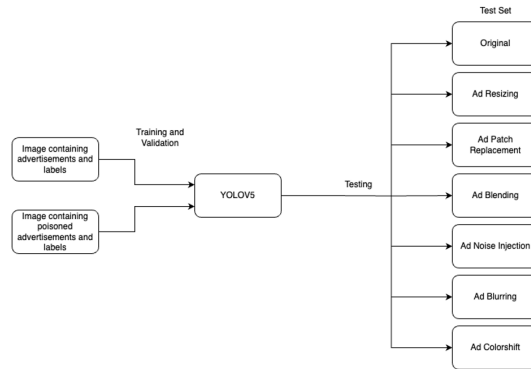 Test Set
Original
Ad Resizing
Training and
Validation
Ad Patch
Replacement
Image containing
advertisements and
labels
YOLOV5
Testing
Ad Blending
Image containing
poisoned
advertisements and
labels
Ad Noise Injection
Ad Blurring
Ad Colorshift